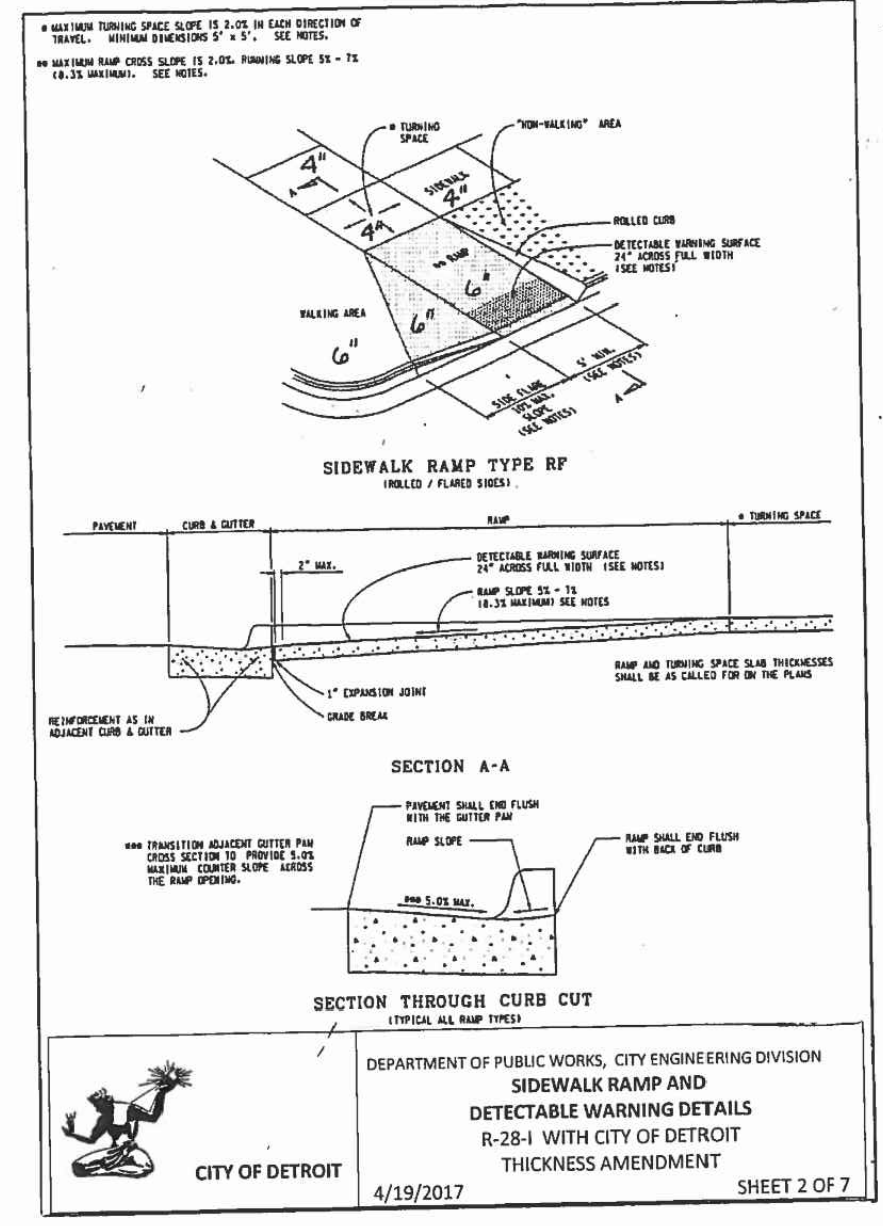 * MAXIMUM TURNING SPACE SLOPE IS 2.0% IN EACH DIRECTION OF
TRAVEL. MINIMUM DIMENSIONS 5' x 5'. SEE NOTES.
** MAXIMUM RAMP CROSS SLOPE IS 2.0%. RUNNING SLOPE 5% - 7%
(8.3% MAXIMUM). SEE NOTES.
* TURNING
SPACE
"NON-WALKING" AREA
4"
A
SIDEWALK
4"
4"
ROLLED CURB
DETECTABLE WARNING SURFACE
24" ACROSS FULL WIDTH
(SEE NOTES)
** RAMP
6"
WALKING AREA
6"
6"
SIDE FLARE
10% MAX.
SLOPE
(SEE NOTES)
5' MIN.
(SEE NOTES)
A
SIDEWALK RAMP TYPE RF
(ROLLED / FLARED SIDES)
PAVEMENT
CURB & GUTTER
RAMP
* TURNING SPACE
2" MAX.
DETECTABLE WARNING SURFACE
24" ACROSS FULL WIDTH (SEE NOTES)
RAMP SLOPE 5% - 7%
(8.3% MAXIMUM) SEE NOTES
RAMP AND TURNING SPACE SLAB THICKNESSES
SHALL BE AS CALLED FOR ON THE PLANS
1" EXPANSION JOINT
GRADE BREAK
REINFORCEMENT AS IN
ADJACENT CURB & GUTTER
SECTION A-A
PAVEMENT SHALL END FLUSH
WITH THE GUTTER PAN
*** TRANSITION ADJACENT GUTTER PAN
CROSS SECTION TO PROVIDE 5.0%
MAXIMUM COUNTER SLOPE ACROSS
THE RAMP OPENING.
RAMP SLOPE
RAMP SHALL END FLUSH
WITH BACK OF CURB
*** 5.0% MAX.
SECTION THROUGH CURB CUT
(TYPICAL ALL RAMP TYPES)
CITY OF DETROIT
DEPARTMENT OF PUBLIC WORKS, CITY ENGINEERING DIVISION
SIDEWALK RAMP AND
DETECTABLE WARNING DETAILS
R-28-I WITH CITY OF DETROIT
THICKNESS AMENDMENT
4/19/2017
SHEET 2 OF 7